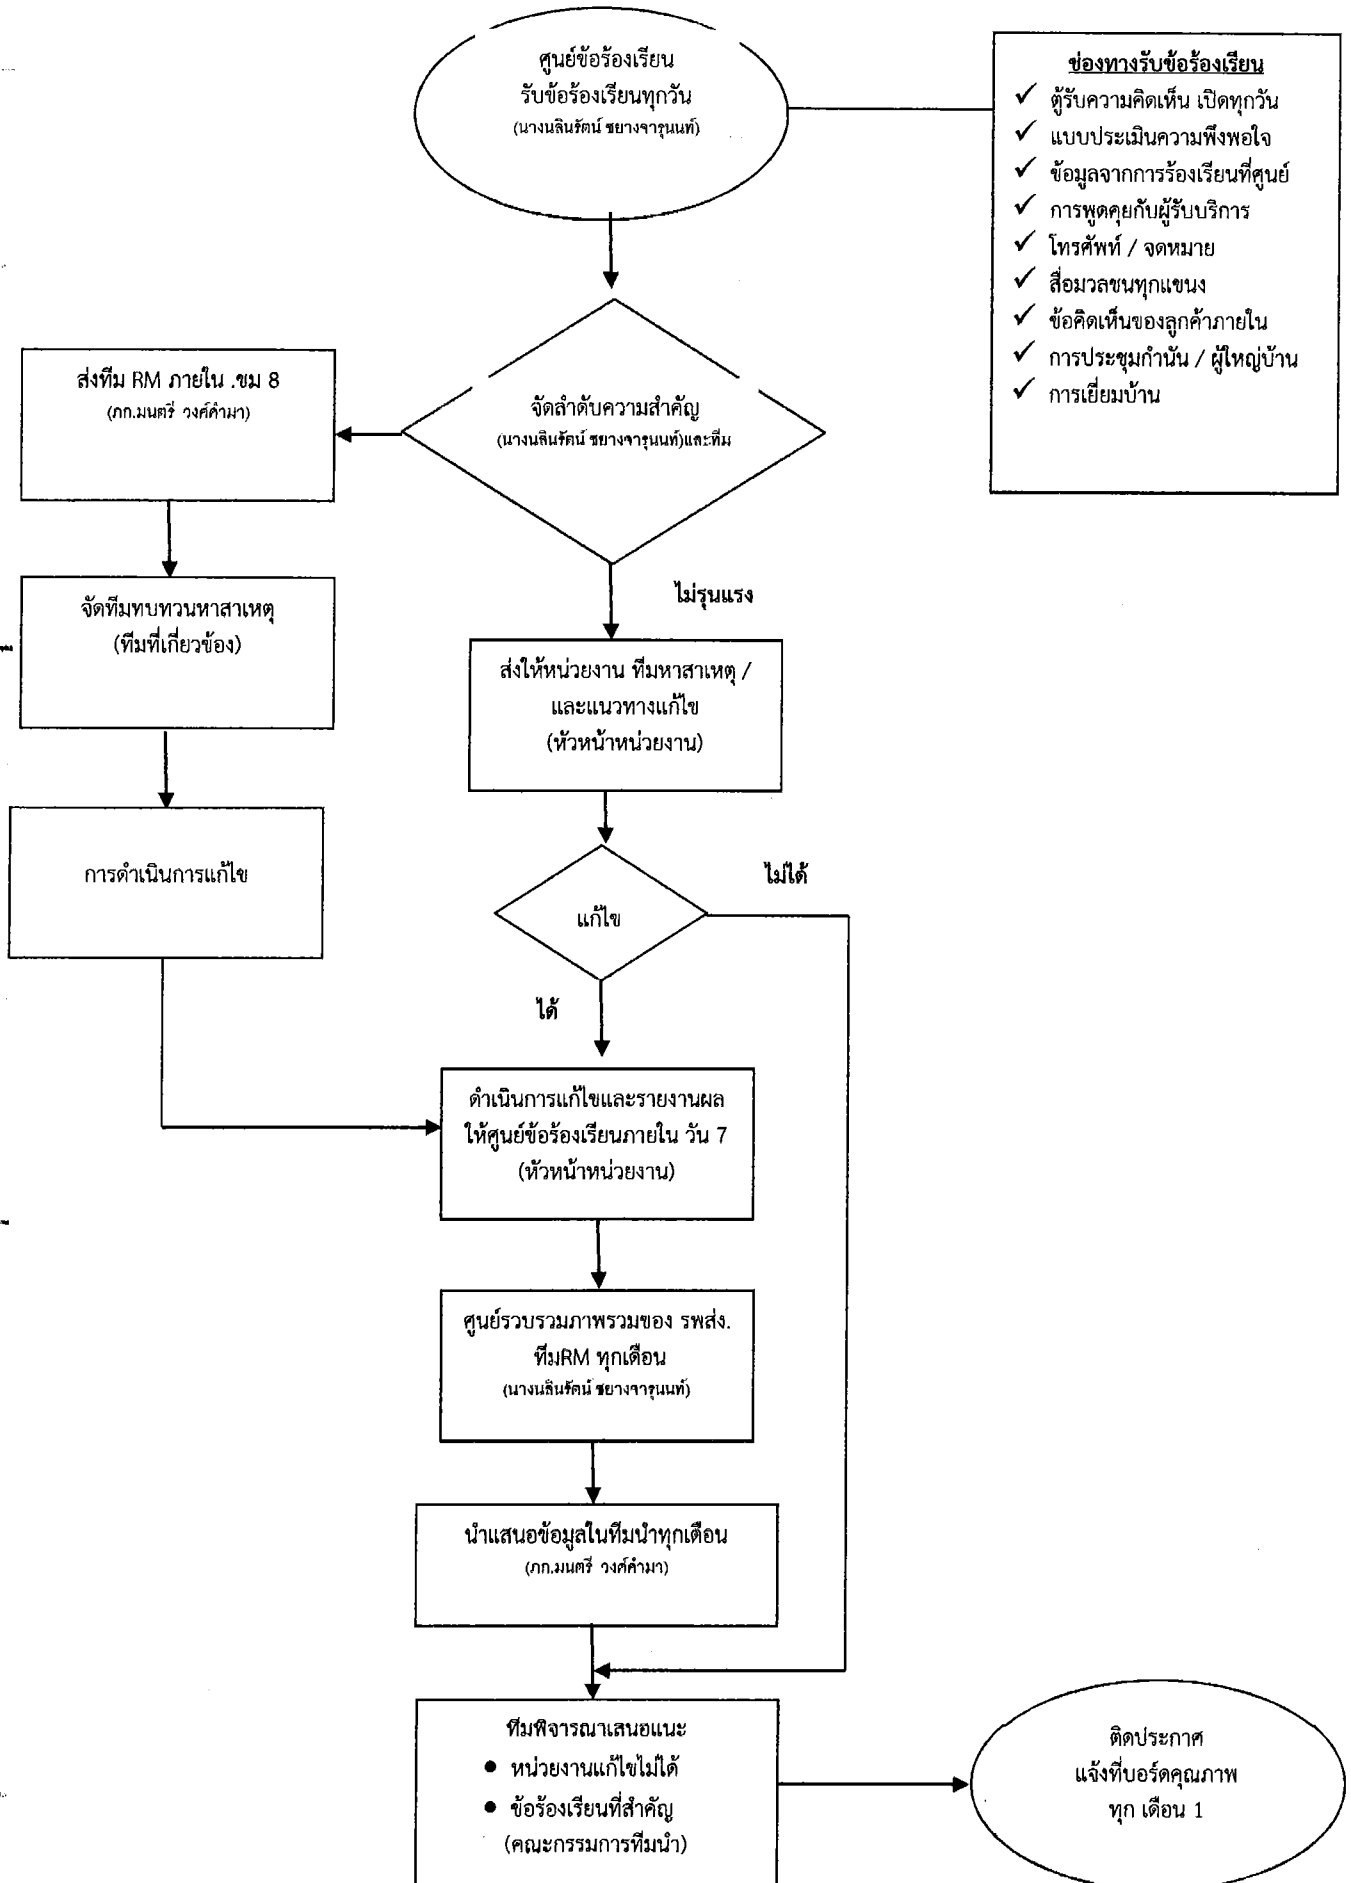 ศูนย์ข้อร้องเรียน
รับข้อร้องเรียนทุกวัน
(นางนลินรัตน์ ชยางจารุนนท์)
ช่องทางรับข้อร้องเรียน
✓ ตู้รับความคิดเห็น เปิดทุกวัน
✓ แบบประเมินความพึงพอใจ
✓ ข้อมูลจากการร้องเรียนที่ศูนย์
✓ การพูดคุยกับผู้รับบริการ
✓ โทรศัพท์ / จดหมาย
✓ สื่อมวลชนทุกแขนง
✓ ข้อคิดเห็นของลูกค้าภายใน
✓ การประชุมกำนัน / ผู้ใหญ่บ้าน
✓ การเยี่ยมบ้าน
จัดลำดับความสำคัญ
(นางนลินรัตน์ ชยางจารุนนท์)และทีม
ส่งทีม RM ภายใน .ชม 8
(ภก.มนตรี วงศ์คำมา)
จัดทีมทบทวนหาสาเหตุ
(ทีมที่เกี่ยวข้อง)
การดำเนินการแก้ไข
ไม่รุนแรง
ส่งให้หน่วยงาน ทีมหาสาเหตุ /
และแนวทางแก้ไข
(หัวหน้าหน่วยงาน)
แก้ไข
ไม่ได้
ได้
ดำเนินการแก้ไขและรายงานผล
ให้ศูนย์ข้อร้องเรียนภายใน วัน 7
(หัวหน้าหน่วยงาน)
ศูนย์รวบรวมภาพรวมของ รพส่ง.
ทีมRM ทุกเดือน
(นางนลินรัตน์ ชยางจารุนนท์)
นำแสนอข้อมูลในทีมนำทุกเดือน
(ภก.มนตรี วงศ์คำมา)
ทีมพิจารณาเสนอแนะ
● หน่วยงานแก้ไขไม่ได้
● ข้อร้องเรียนที่สำคัญ
(คณะกรรมการทีมนำ)
ติดประกาศ
แจ้งที่บอร์ดคุณภาพ
ทุก เดือน 1